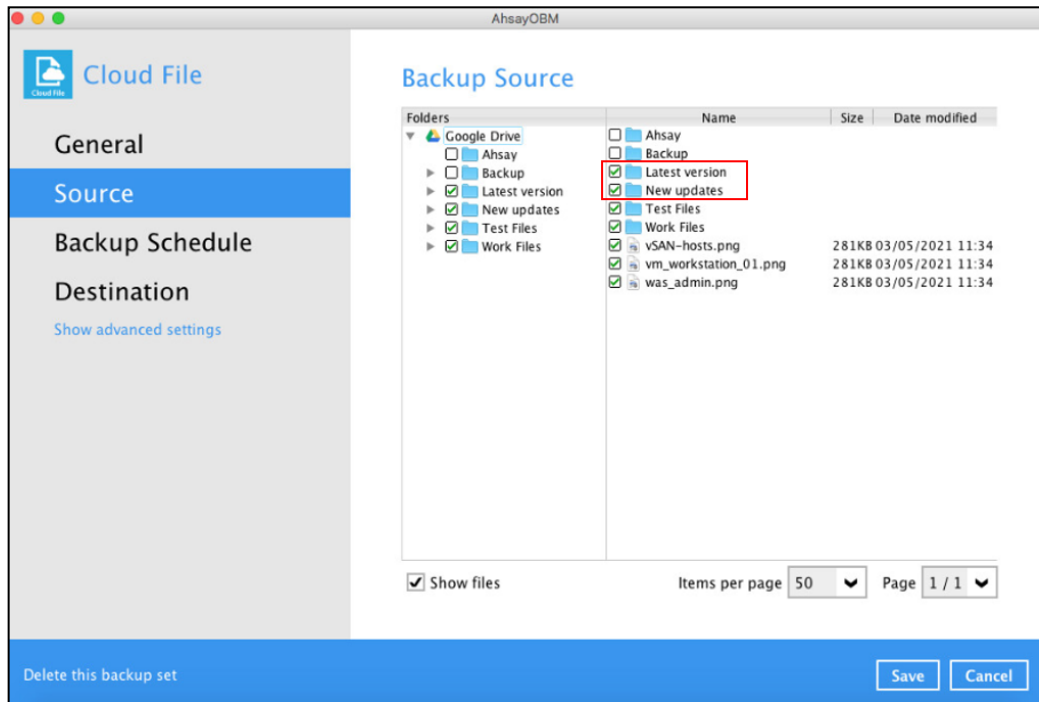 AhsayOBM
Cloud File
Cloud File
General
Source
Backup Schedule
Destination
Show advanced settings
Backup Source
Folders
Google Drive
Ahsay
Backup
Latest version
New updates
Test Files
Work Files
Name Size Date modified
Ahsay
Backup
Latest version
New updates
Test Files
Work Files
vSAN-hosts.png 281KB 03/05/2021 11:34
vm_workstation_01.png 281KB 03/05/2021 11:34
was_admin.png 281KB 03/05/2021 11:34
Show files Items per page 50 Page 1 / 1
Delete this backup set Save Cancel